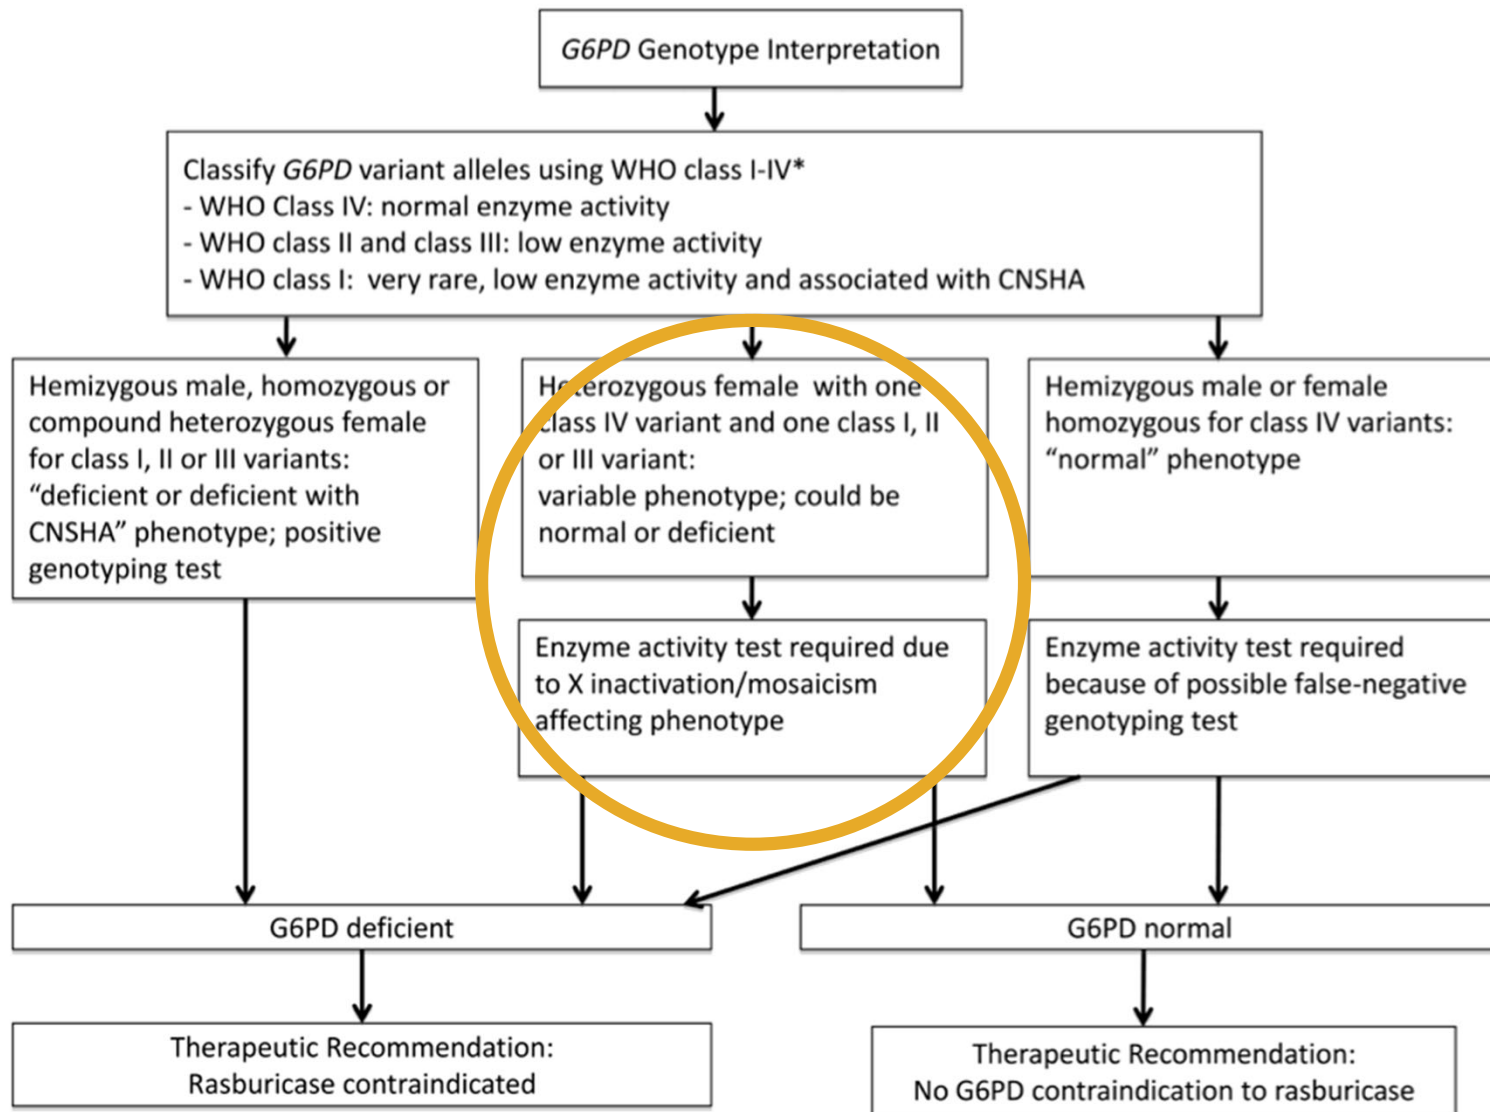 G6PD Genotype Interpretation
Classify G6PD variant alleles using WHO class I-IV*
- WHO Class IV: normal enzyme activity
- WHO class II and class III: low enzyme activity
- WHO class I:  very rare, low enzyme activity and associated with CNSHA
Hemizygous male, homozygous or
compound heterozygous female
for class I, II or III variants:
“deficient or deficient with
CNSHA” phenotype; positive
genotyping test
Heterozygous female  with one
class IV variant and one class I, II
or III variant:
variable phenotype; could be
normal or deficient
Hemizygous male or female
homozygous for class IV variants:
“normal” phenotype
Enzyme activity test required due
to X inactivation/mosaicism
affecting phenotype
Enzyme activity test required
because of possible false-negative
genotyping test
G6PD deficient
G6PD normal
Therapeutic Recommendation:
Rasburicase contraindicated
Therapeutic Recommendation:
No G6PD contraindication to rasburicase